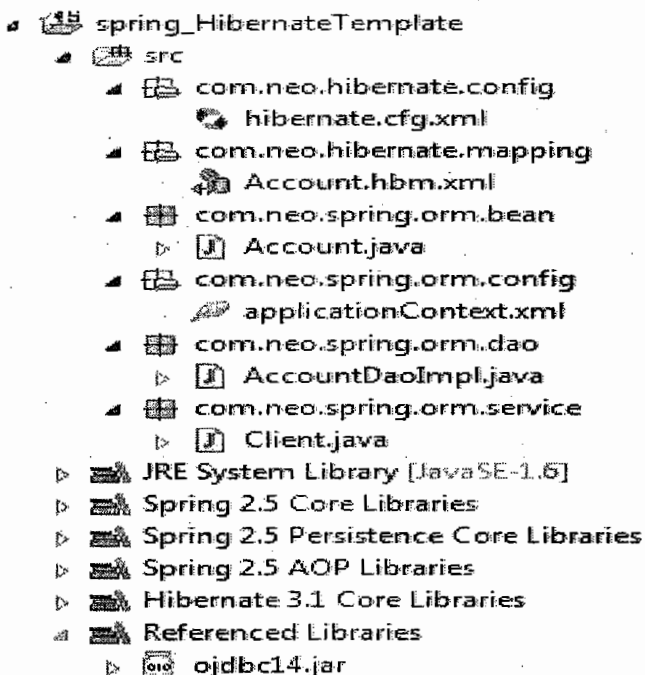 spring_HibernateTemplate
src
com.neo.hibernate.config
hibernate.cfg.xml
com.neo.hibernate.mapping
Account.hbm.xml
com.neo.spring.orm.bean
Account.java
com.neo.spring.orm.config
applicationContext.xml
com.neo.spring.orm.dao
AccountDaoImpl.java
com.neo.spring.orm.service
Client.java
JRE System Library [JavaSE-1.6]
Spring 2.5 Core Libraries
Spring 2.5 Persistence Core Libraries
Spring 2.5 AOP Libraries
Hibernate 3.1 Core Libraries
Referenced Libraries
ojdbc14.jar